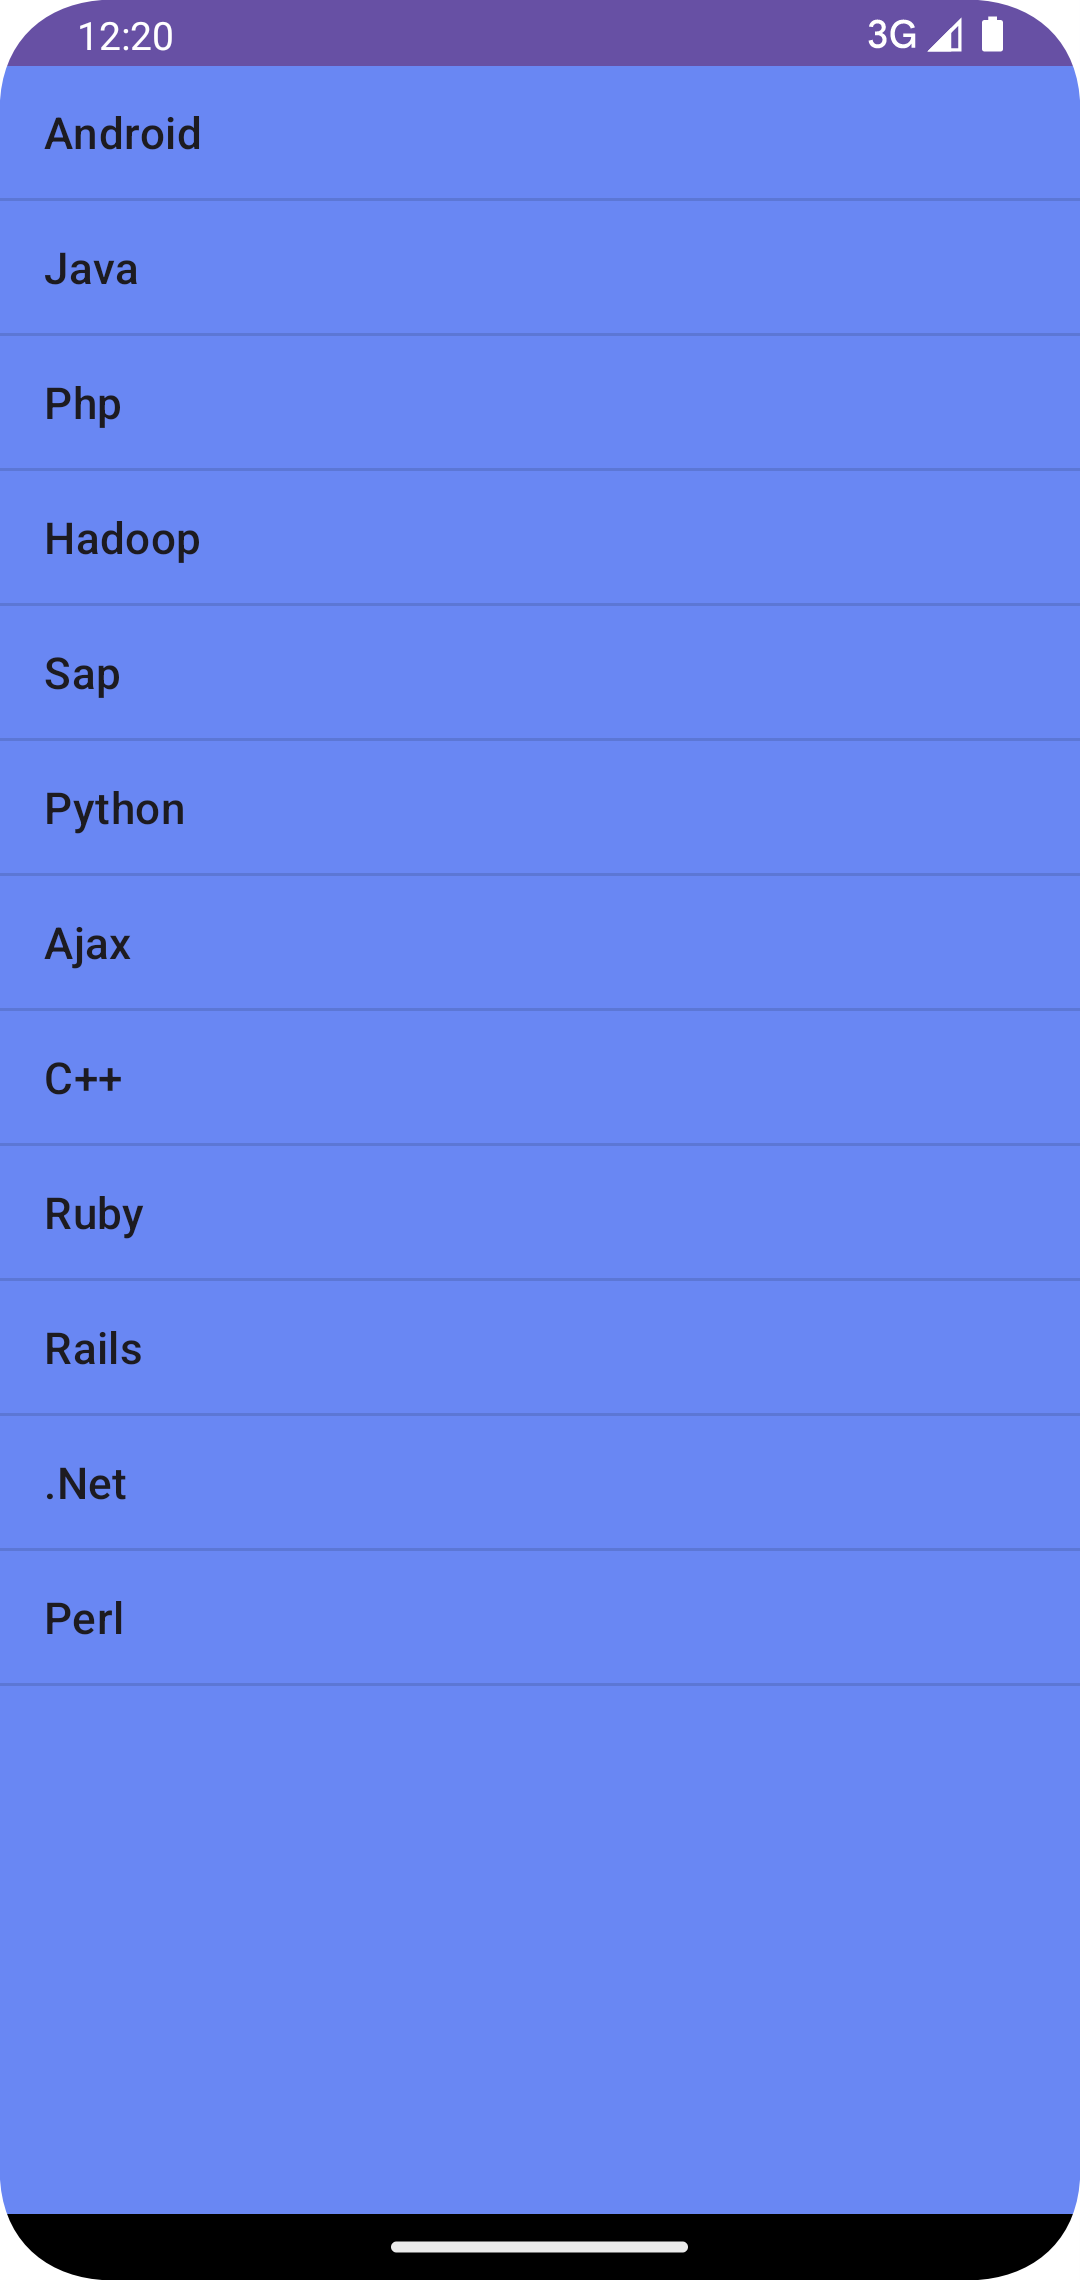 12:20 3G
Android
Java
Php
Hadoop
Sap
Python
Ajax
C++
Ruby
Rails
.Net
Perl